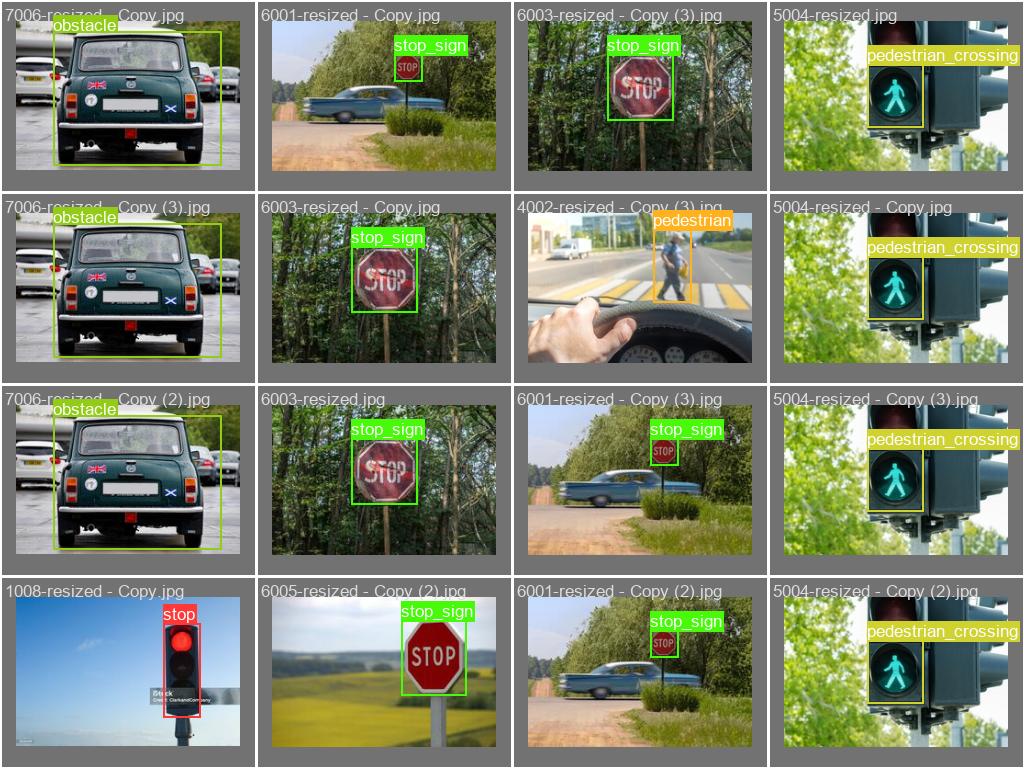 7006-resized - Copy.jpg
obstacle
6001-resized - Copy.jpg
stop_sign
STOP
6003-resized - Copy (3).jpg
stop_sign
STOP
5004-resized.jpg
pedestrian_crossing
7006-resized - Copy (3).jpg
obstacle
6003-resized - Copy.jpg
stop_sign
STOP
4002-resized - Copy (3).jpg
pedestrian
5004-resized - Copy.jpg
pedestrian_crossing
7006-resized - Copy (2).jpg
obstacle
6003-resized.jpg
stop_sign
STOP
6001-resized - Copy (3).jpg
stop_sign
STOP
5004-resized - Copy (3).jpg
pedestrian_crossing
1008-resized - Copy.jpg
stop
iStock
Credit: ClarkandCompany
6005-resized - Copy (2).jpg
stop_sign
STOP
6001-resized - Copy (2).jpg
stop_sign
STOP
5004-resized - Copy (2).jpg
pedestrian_crossing